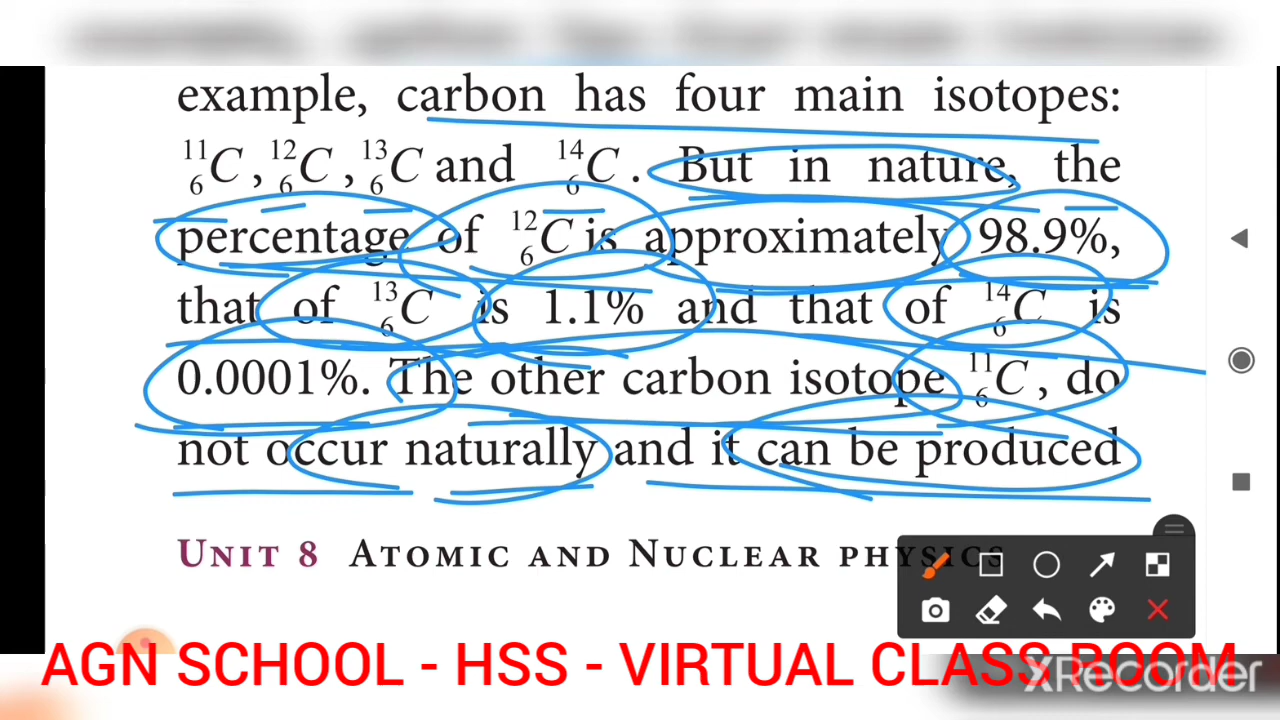 example, carbon has four main isotopes:
¹¹₆C, ¹²₆C, ¹³₆C and ¹⁴₆C. But in nature, the
percentage of ¹²₆C is approximately 98.9%,
that of ¹³₆C is 1.1% and that of ¹⁴₆C is
0.0001%. The other carbon isotope ¹¹₆C, do
not occur naturally and it can be produced
UNIT 8 ATOMIC AND NUCLEAR PHYSICS
AGN SCHOOL - HSS - VIRTUAL CLASS ROOM
XRecorder